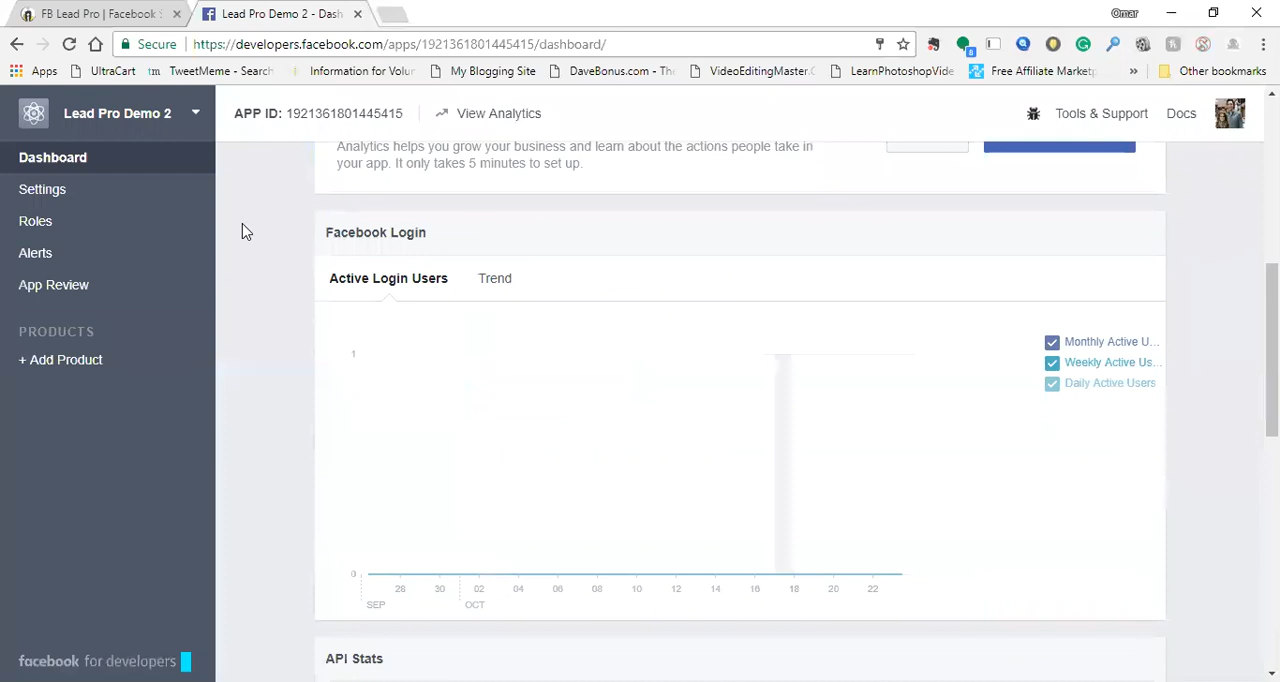 FB Lead Pro | Facebook S
Lead Pro Demo 2 - Dash
Omar
Secure
https://developers.facebook.com/apps/1921361801445415/dashboard/
8
Apps
UltraCart
tm TweetMeme - Search
Information for Volun
My Blogging Site
DaveBonus.com - The
VideoEditingMaster.C
LearnPhotoshopVide
Free Affiliate Marketp
»
Other bookmarks
Lead Pro Demo 2
APP ID: 1921361801445415
View Analytics
Tools & Support
Docs
Dashboard
Settings
Roles
Alerts
App Review
PRODUCTS
+ Add Product
facebook for developers
Analytics helps you grow your business and learn about the actions people take in
your app. It only takes 5 minutes to set up.
Facebook Login
Active Login Users
Trend
Monthly Active U...
Weekly Active Us...
Daily Active Users
1
0
28 30 02 04 06 08 10 12 14 16 18 20 22
SEP OCT
API Stats